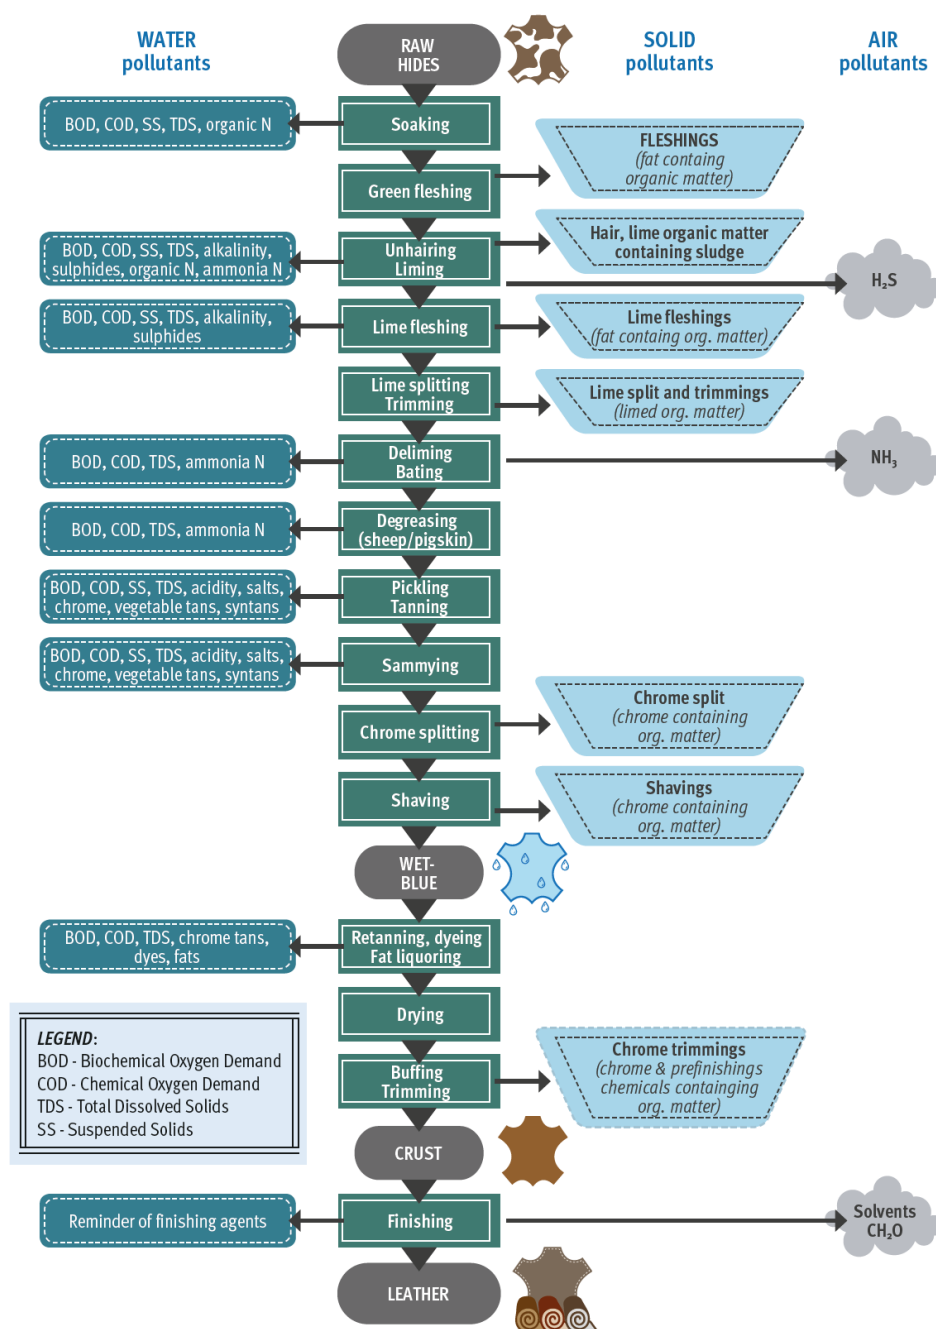 WATER
pollutants
RAW
HIDES
SOLID
pollutants
AIR
pollutants
BOD, COD, SS, TDS, organic N
Soaking
FLESHINGS
(fat containg
organic matter)
Green fleshing
BOD, COD, SS, TDS, alkalinity,
sulphides, organic N, ammonia N
Unhairing
Liming
Hair, lime organic matter
containing sludge
H₂S
BOD, COD, SS, TDS, alkalinity,
sulphides
Lime fleshing
Lime fleshings
(fat containg org. matter)
Lime splitting
Trimming
Lime split and trimmings
(limed org. matter)
BOD, COD, TDS, ammonia N
Deliming
Bating
NH₃
BOD, COD, TDS, ammonia N
Degreasing
(sheep/pigskin)
BOD, COD, SS, TDS, acidity, salts,
chrome, vegetable tans, syntans
Pickling
Tanning
BOD, COD, SS, TDS, acidity, salts,
chrome, vegetable tans, syntans
Sammying
Chrome splitting
Chrome split
(chrome containing
org. matter)
Shaving
Shavings
(chrome containing
org. matter)
WET-
BLUE
BOD, COD, TDS, chrome tans,
dyes, fats
Retanning, dyeing
Fat liquoring
Drying
LEGEND:
BOD - Biochemical Oxygen Demand
COD - Chemical Oxygen Demand
TDS - Total Dissolved Solids
SS - Suspended Solids
Buffing
Trimming
Chrome trimmings
(chrome & prefinishings
chemicals containging
org. matter)
CRUST
Reminder of finishing agents
Finishing
Solvents
CH₂O
LEATHER